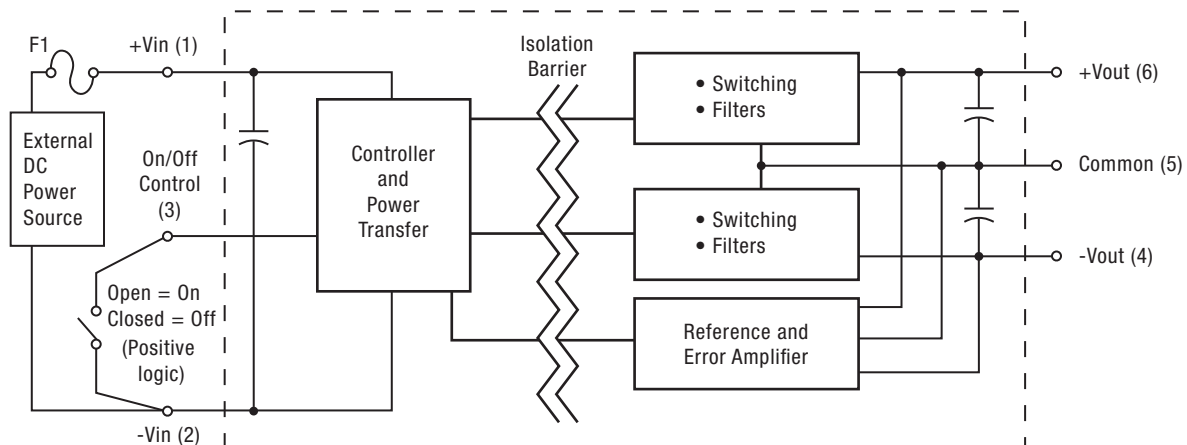 F1
+Vin (1)
External
DC
Power
Source
On/Off
Control
(3)
Open = On
Closed = Off
(Positive
logic)
-Vin (2)
Controller
and
Power
Transfer
Isolation
Barrier
• Switching
• Filters
• Switching
• Filters
Reference and
Error Amplifier
+Vout (6)
Common (5)
-Vout (4)